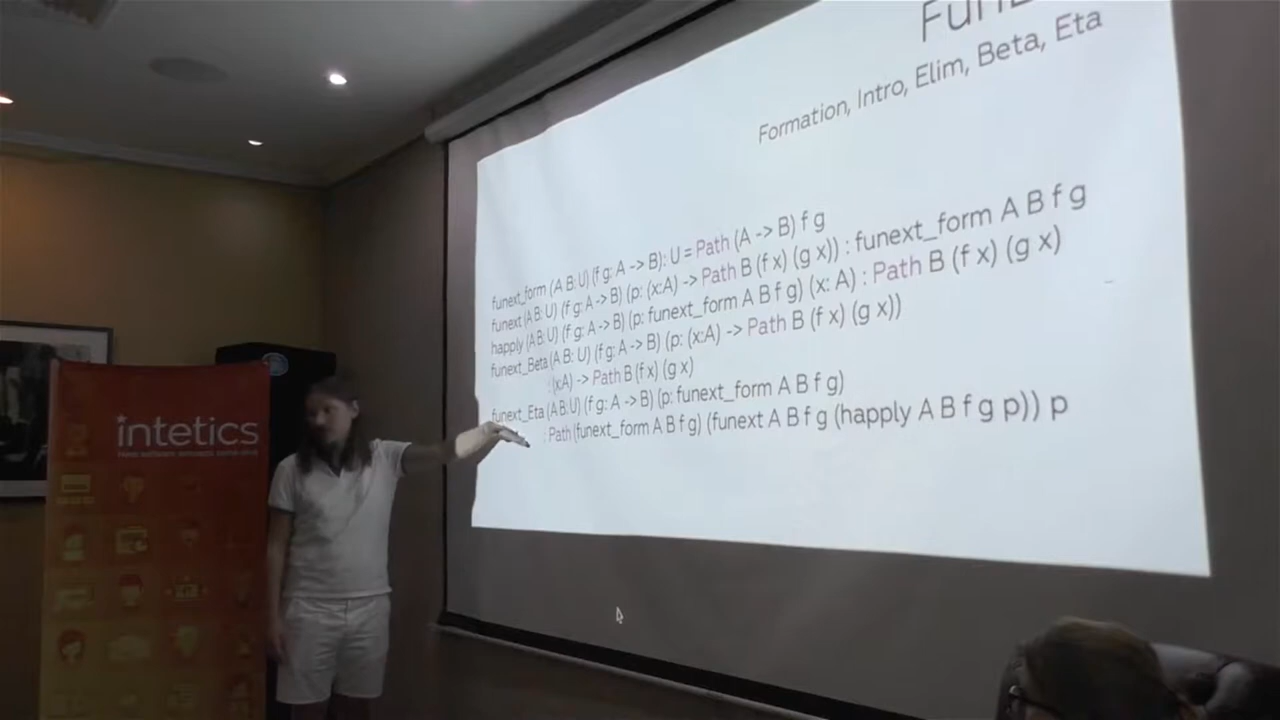 Formation, Intro, Elim, Beta, Eta
funext_form (A B: U) (f g: A -> B): U = Path (A -> B) f g
funext (A B: U) (f g: A -> B) (p: (x:A) -> Path B (f x) (g x)) : funext_form A B f g
happly (A B: U) (f g: A -> B) (p: funext_form A B f g) (x: A) : Path B (f x) (g x)
funext_Beta (A B: U) (f g: A -> B) (p: (x:A) -> Path B (f x) (g x))
: (x:A) -> Path B (f x) (g x)
funext_Eta (A B: U) (f g: A -> B) (p: funext_form A B f g)
: Path (funext_form A B f g) (funext A B f g (happly A B f g p)) p
intetics